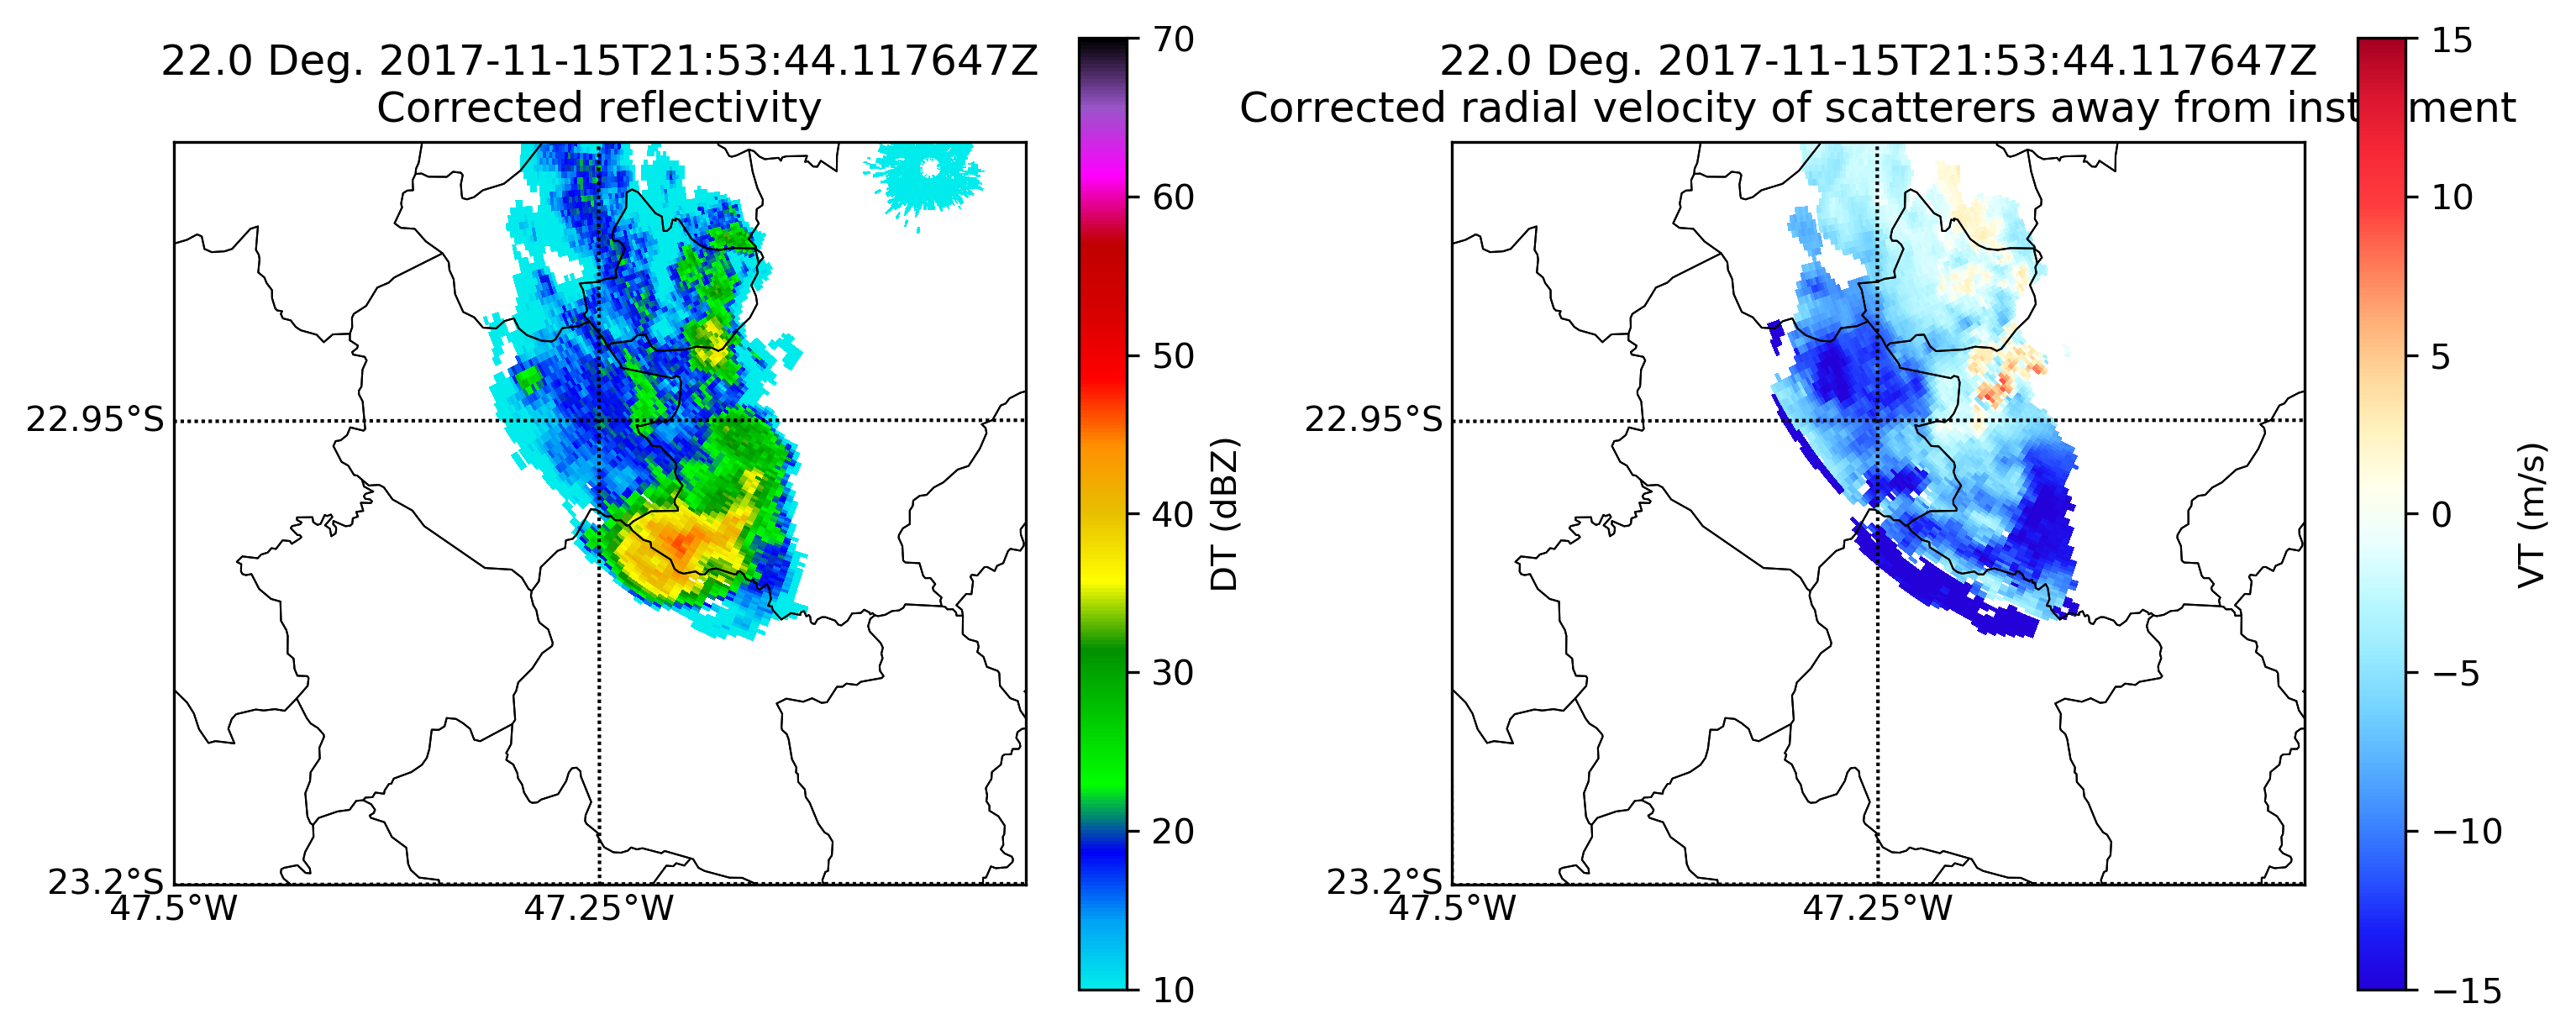 22.0 Deg. 2017-11-15T21:53:44.117647Z
Corrected reflectivity
22.95°S
23.2°S
47.5°W
47.25°W
70
60
50
40
30
20
10
DT (dBZ)
22.0 Deg. 2017-11-15T21:53:44.117647Z
Corrected radial velocity of scatterers away from inst ment
22.95°S
23.2°S
47.5°W
47.25°W
15
10
5
0
−5
−10
−15
VT (m/s)